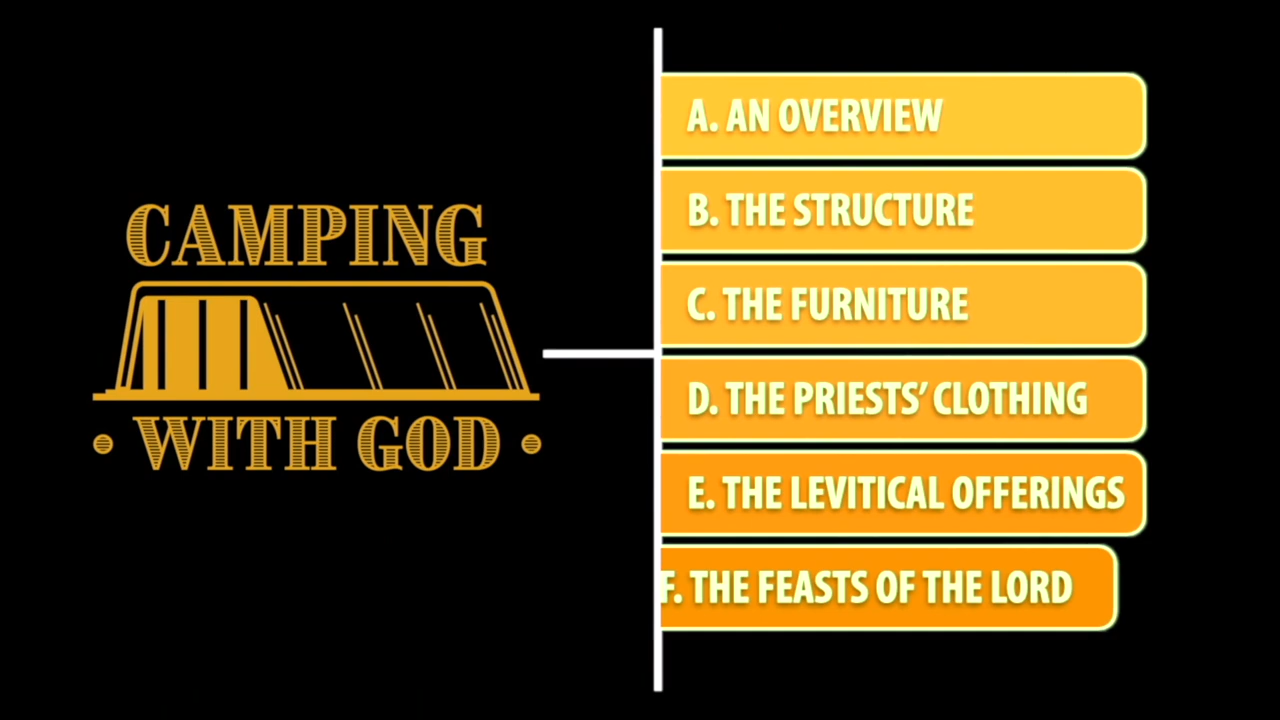 CAMPING
• WITH GOD •
A. AN OVERVIEW
B. THE STRUCTURE
C. THE FURNITURE
D. THE PRIESTS’ CLOTHING
E. THE LEVITICAL OFFERINGS
F. THE FEASTS OF THE LORD